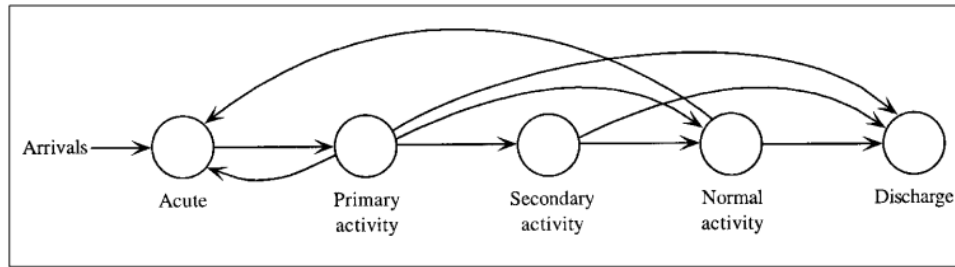 Arrivals
Acute
Primary
activity
Secondary
activity
Normal
activity
Discharge